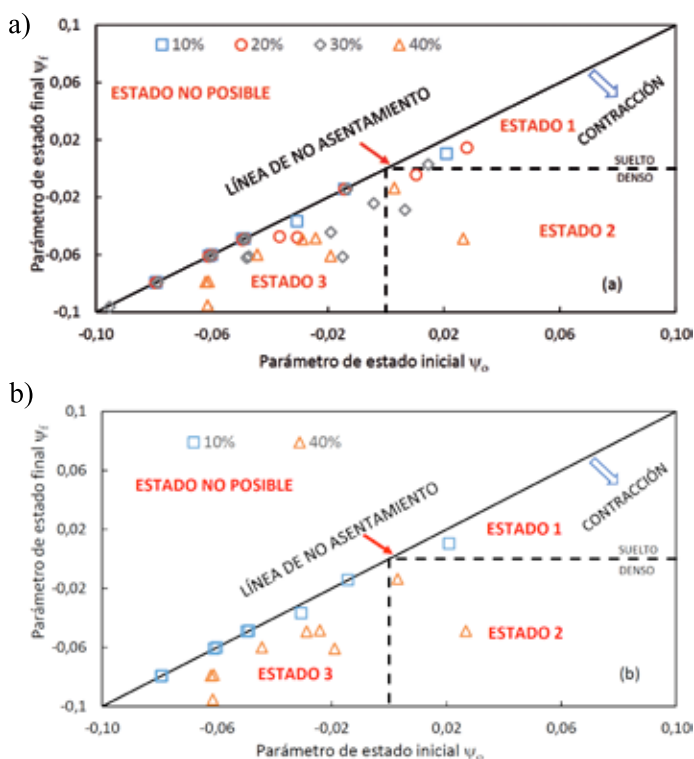 a)
0,1
0,06
0,02
-0,02
-0,06
-0,1
Parámetro de estado final ψf
10% 20% 30% 40%
ESTADO NO POSIBLE
LÍNEA DE NO ASENTAMIENTO
ESTADO 1
CONTRACCIÓN
SUELTO
DENSO
ESTADO 2
ESTADO 3
(a)
-0,10 -0,06 -0,02 0,02 0,06 0,100
Parámetro de estado inicial ψo
b)
0,1
0,06
0,02
-0,02
-0,06
-0,1
Parámetro de estado final ψf
10% 40%
ESTADO NO POSIBLE
LÍNEA DE NO ASENTAMIENTO
ESTADO 1
CONTRACCIÓN
SUELTO
DENSO
ESTADO 2
ESTADO 3
(b)
-0,10 -0,06 -0,02 0,02 0,06 0,100
Parámetro de estado inicial ψo